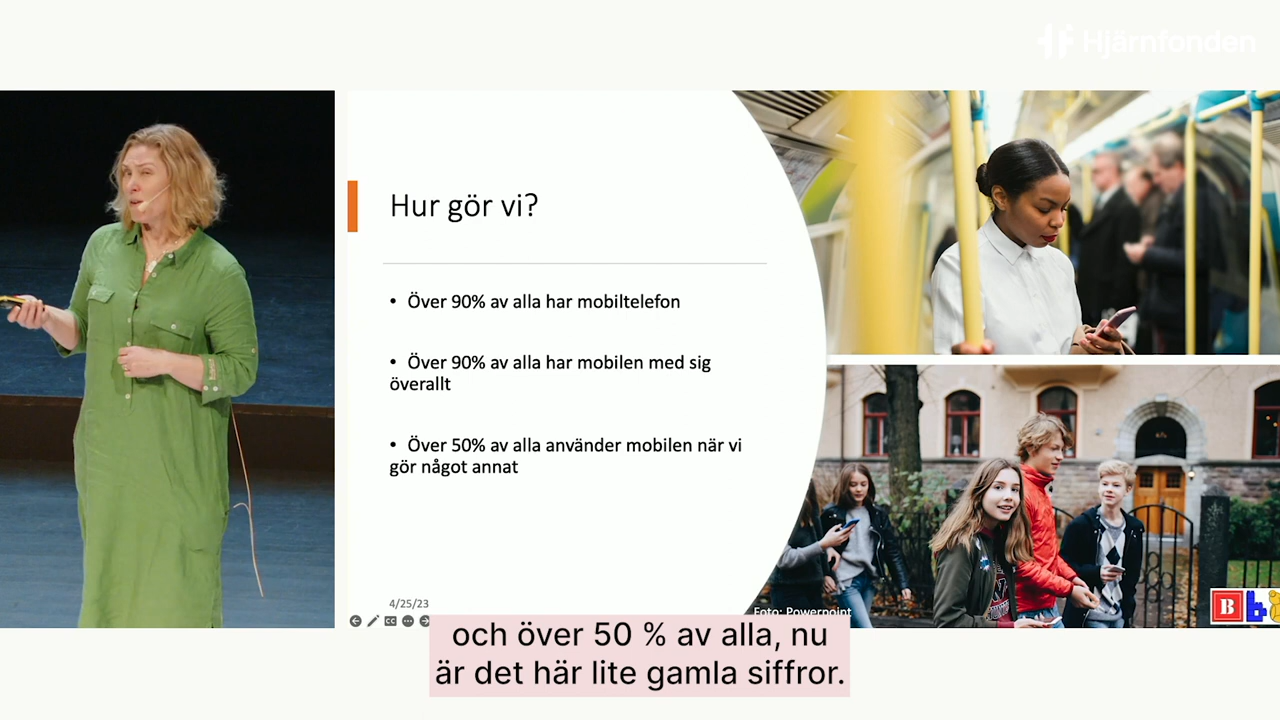 Hjärnfonden
Hur gör vi?
• Över 90% av alla har mobiltelefon
• Över 90% av alla har mobilen med sig
överallt
• Över 50% av alla använder mobilen när vi
gör något annat
4/25/23
Foto: Powerpoint
B
och över 50 % av alla, nu
är det här lite gamla siffror.